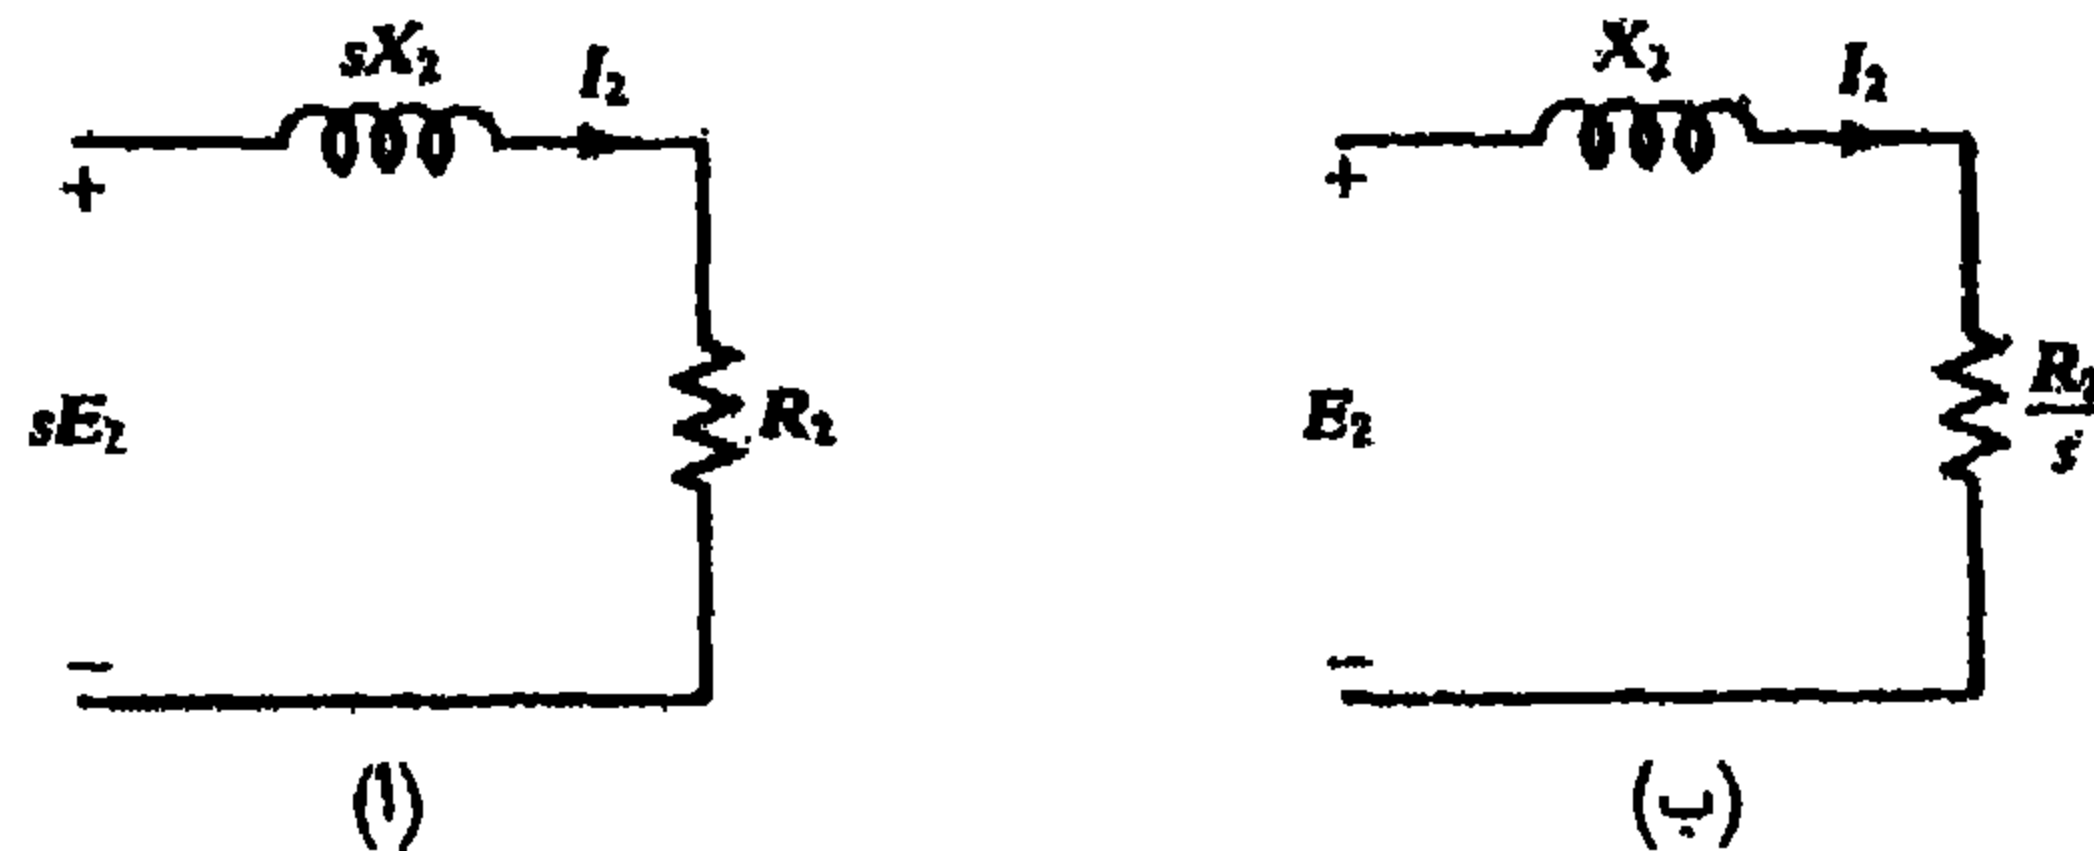 sX₂ I₂
+
sE₂ R₂
−
(أ)
X₂ I₂
+
E₂ R₂/s
−
(ب)